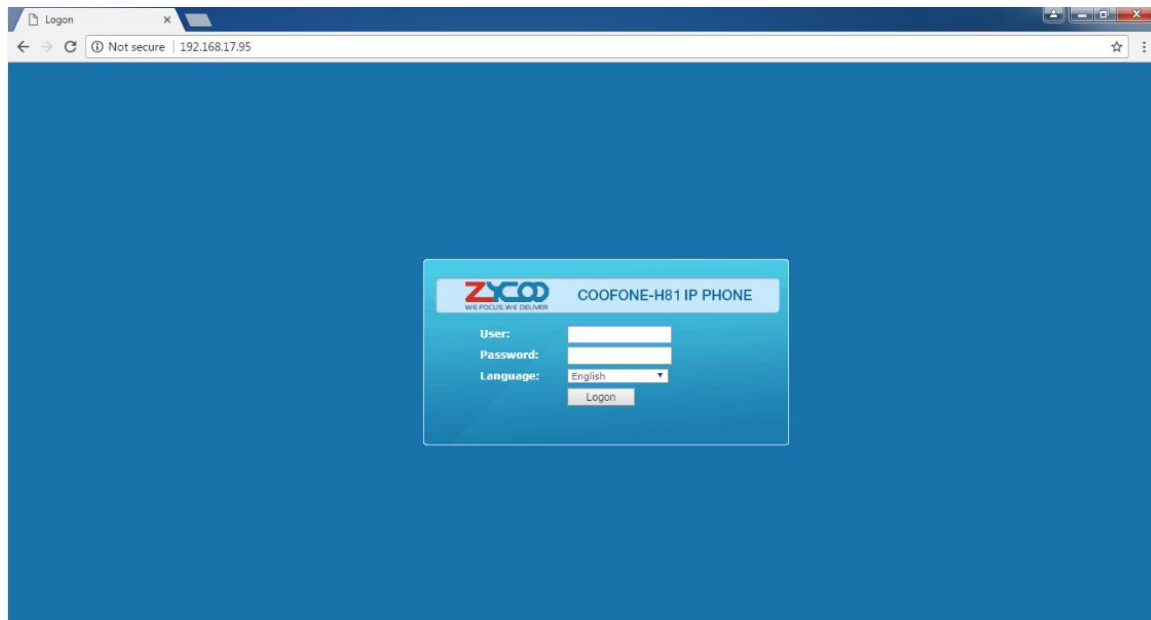 Logon
Not secure | 192.168.17.95
ZYCOO COOFONE-H81 IP PHONE
WE FOCUS, WE DELIVER
User:
Password:
Language: English
Logon